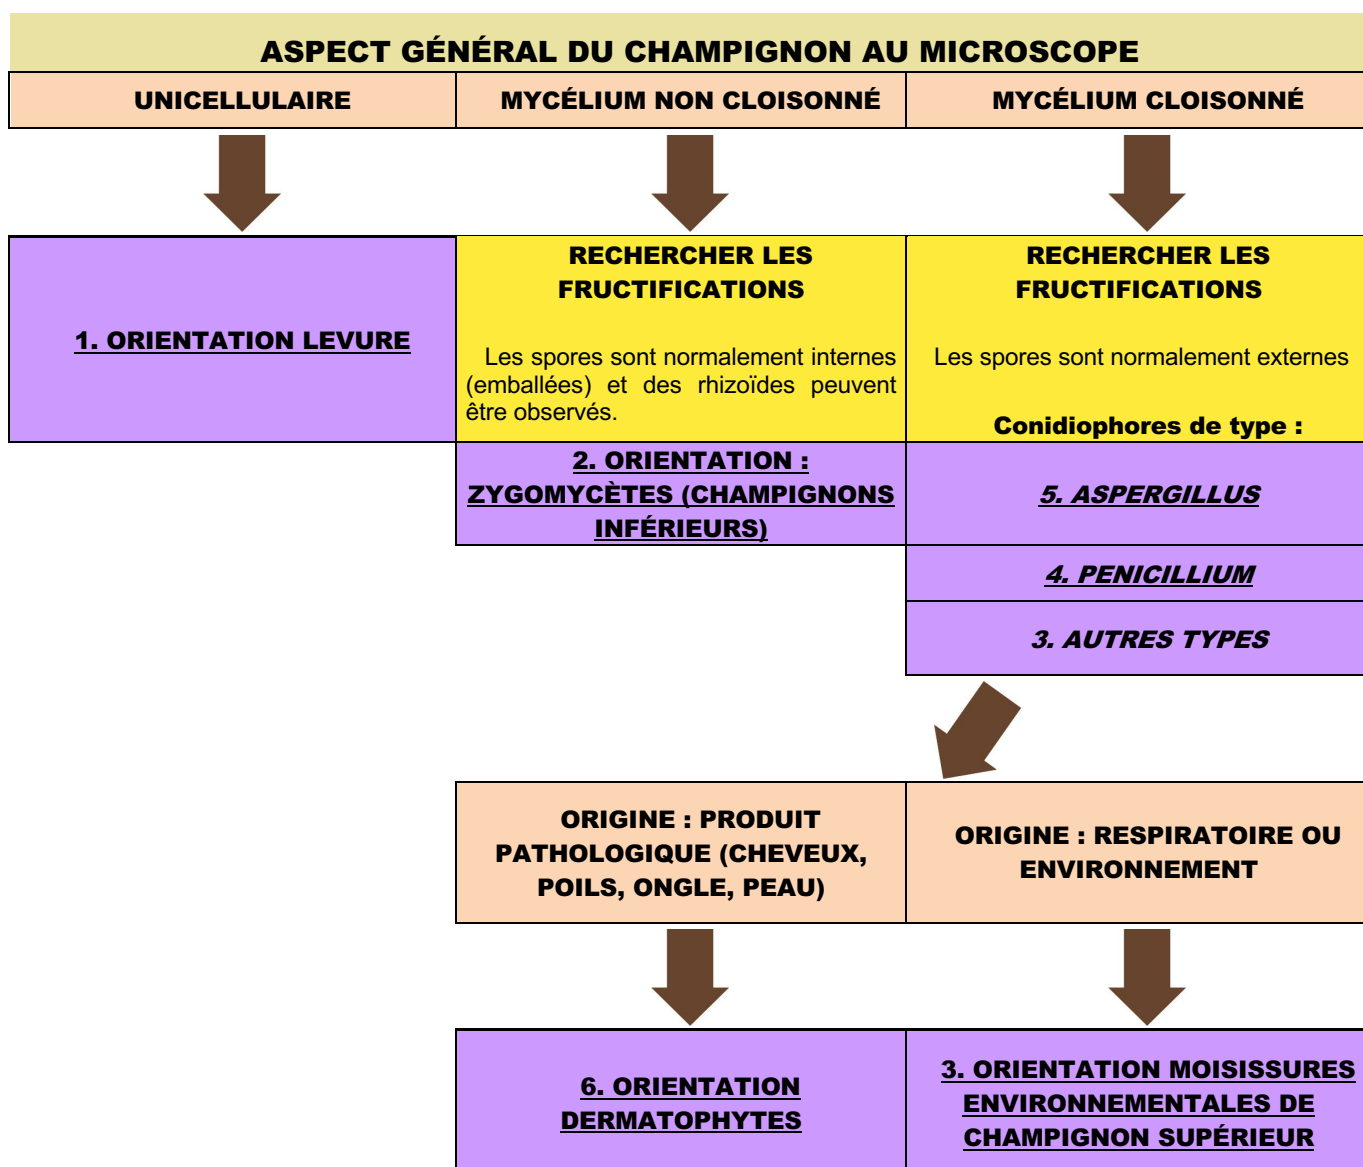 ASPECT GÉNÉRAL DU CHAMPIGNON AU MICROSCOPE
UNICELLULAIRE
MYCÉLIUM NON CLOISONNÉ
MYCÉLIUM CLOISONNÉ
1. ORIENTATION LEVURE
RECHERCHER LES
FRUCTIFICATIONS
Les spores sont normalement internes
(emballées) et des rhizoïdes peuvent
être observés.
RECHERCHER LES
FRUCTIFICATIONS
Les spores sont normalement externes
Conidiophores de type :
2. ORIENTATION :
ZYGOMYCÈTES (CHAMPIGNONS
INFÉRIEURS)
5. ASPERGILLUS
4. PENICILLIUM
3. AUTRES TYPES
ORIGINE : PRODUIT
PATHOLOGIQUE (CHEVEUX,
POILS, ONGLE, PEAU)
ORIGINE : RESPIRATOIRE OU
ENVIRONNEMENT
6. ORIENTATION
DERMATOPHYTES
3. ORIENTATION MOISISSURES
ENVIRONNEMENTALES DE
CHAMPIGNON SUPÉRIEUR